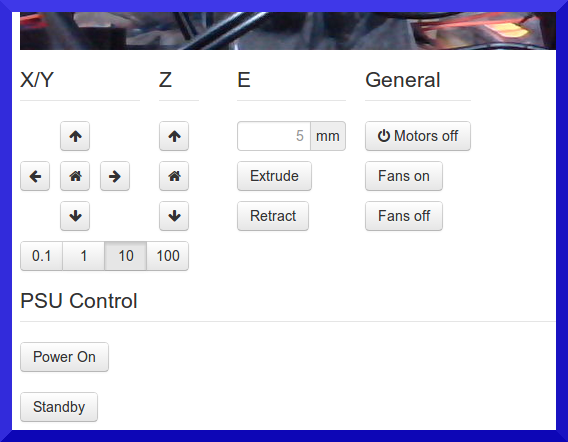 X/Y Z E General
5 mm Motors off
Extrude Fans on
Retract Fans off
0.1 1 10 100
PSU Control
Power On
Standby